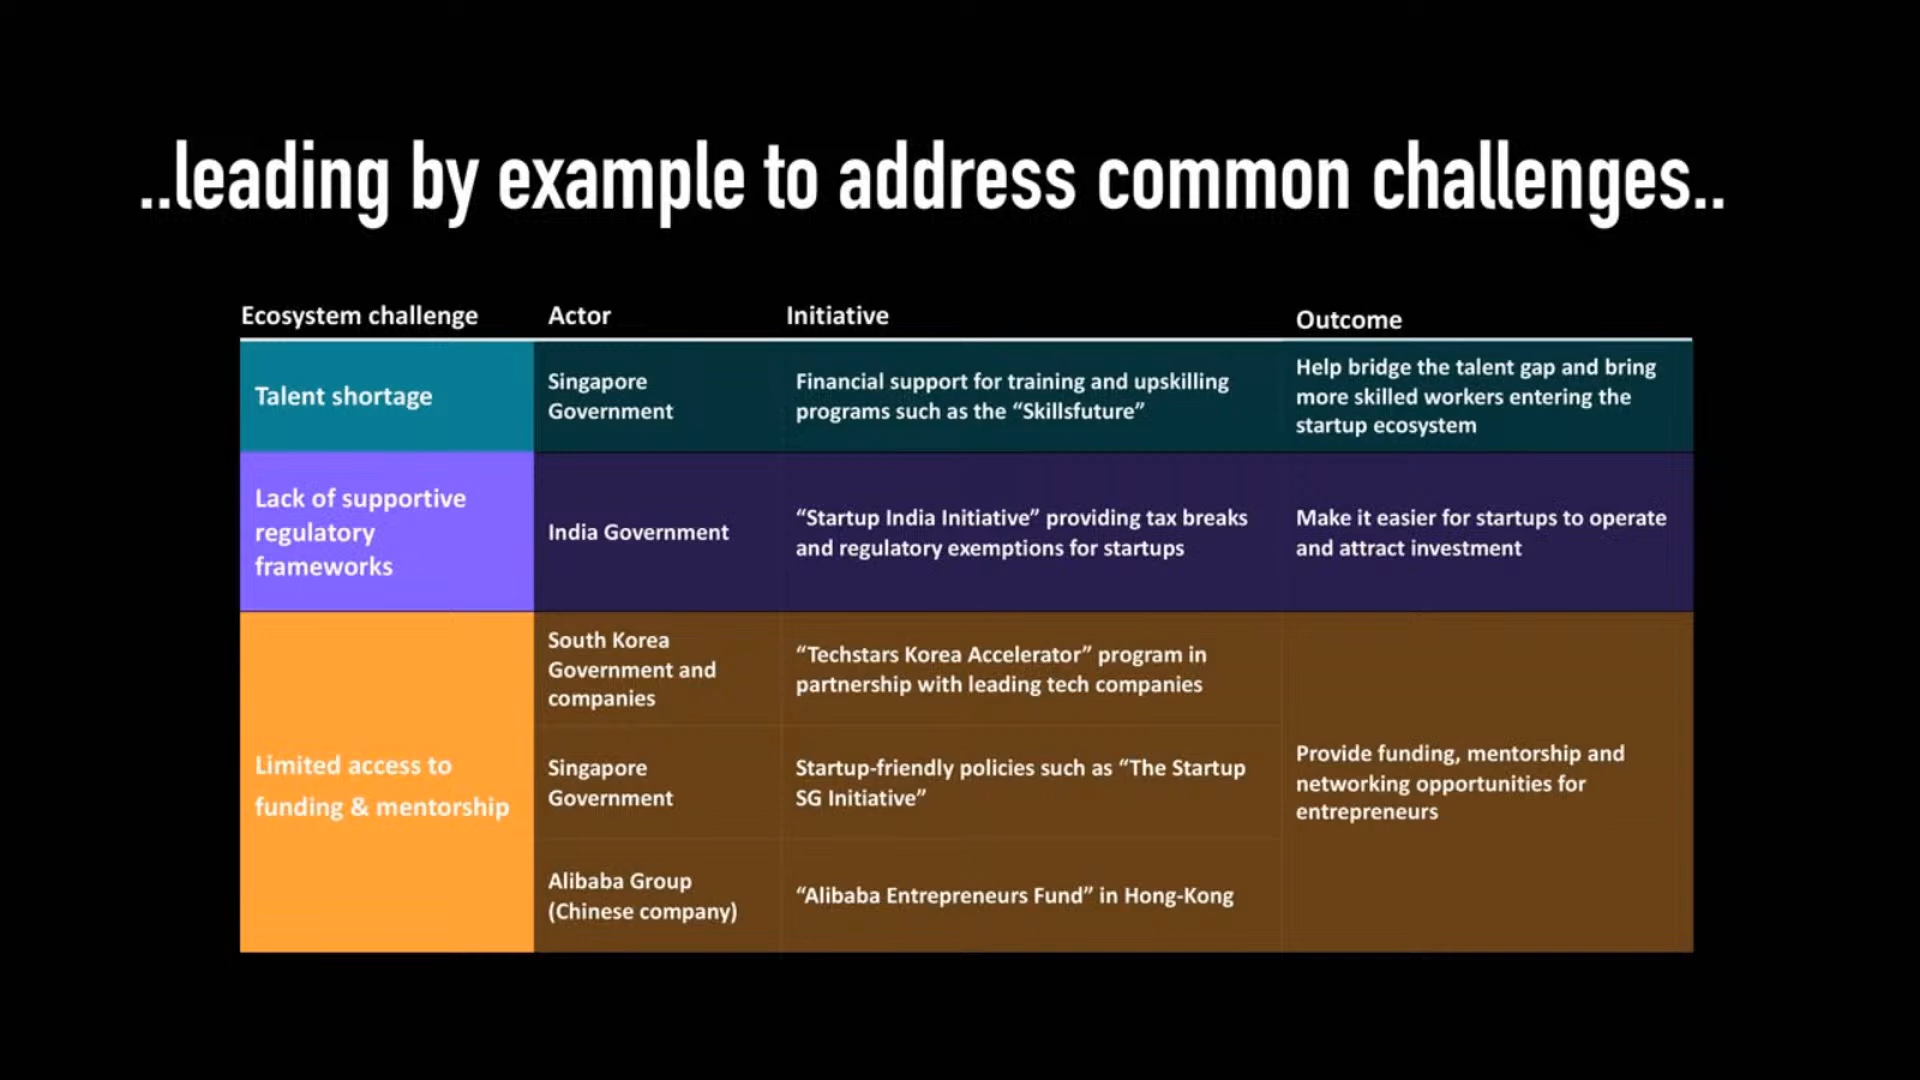 ..leading by example to address common challenges..
Ecosystem challenge
Actor
Initiative
Outcome
Talent shortage
Singapore
Government
Financial support for training and upskilling
programs such as the “Skillsfuture”
Help bridge the talent gap and bring
more skilled workers entering the
startup ecosystem
Lack of supportive
regulatory
frameworks
India Government
“Startup India Initiative” providing tax breaks
and regulatory exemptions for startups
Make it easier for startups to operate
and attract investment
Limited access to
funding & mentorship
South Korea
Government and
companies
“Techstars Korea Accelerator” program in
partnership with leading tech companies
Singapore
Government
Startup-friendly policies such as “The Startup
SG Initiative”
Alibaba Group
(Chinese company)
“Alibaba Entrepreneurs Fund” in Hong-Kong
Provide funding, mentorship and
networking opportunities for
entrepreneurs